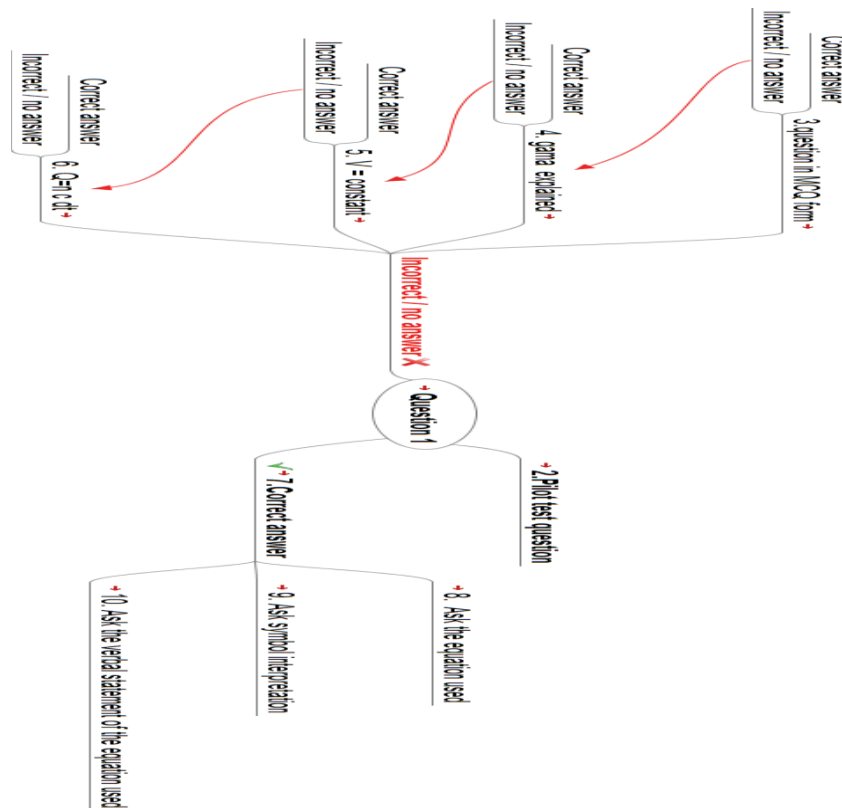 Question 1
2.Pilot test question
Incorrect / no answer
3.question in MCQ form
Correct answer
Incorrect / no answer
4. gama explained
Correct answer
Incorrect / no answer
5. V = constant
Correct answer
Incorrect / no answer
6. Q=n c dt
Correct answer
Incorrect / no answer
7.Correct answer
8. Ask the equation used
9. Ask symbol interpretation
10. Ask the verbal statement of the equation used